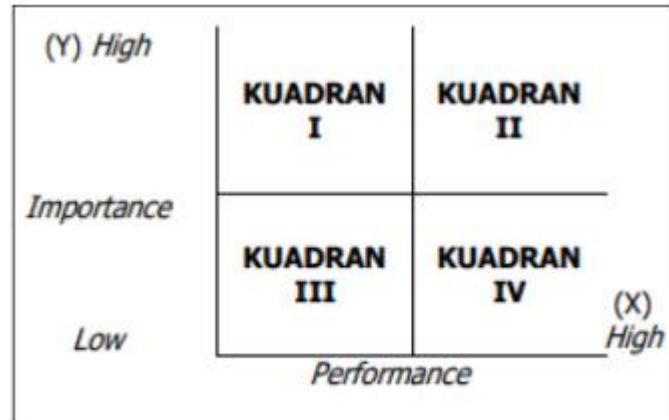 (Y) High
KUADRAN
I
KUADRAN
II
Importance
KUADRAN
III
KUADRAN
IV
(X)
High
Low
Performance